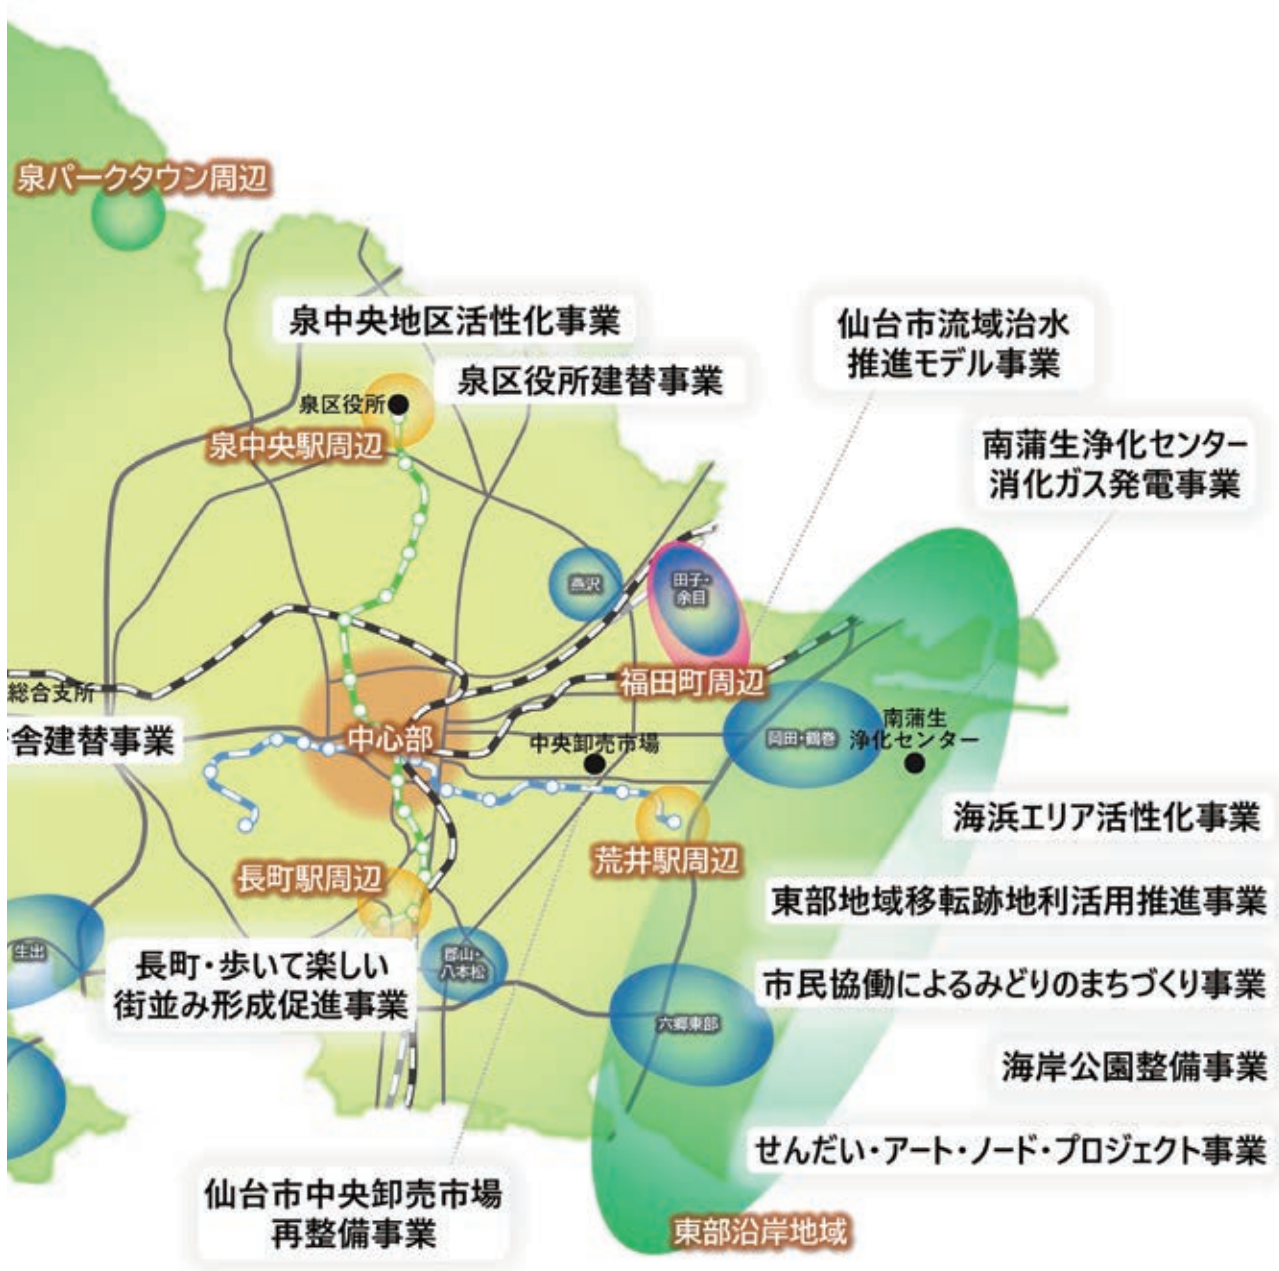 泉パークタウン周辺
泉中央地区活性化事業
仙台市流域治水
推進モデル事業
泉区役所建替事業
泉区役所
泉中央駅周辺
南蒲生浄化センター
消化ガス発電事業
燕沢
田子・
余目
福田町周辺
総合支所
舎建替事業
中心部
中央卸売市場
岡田・鶴巻
南蒲生
浄化センター
海浜エリア活性化事業
荒井駅周辺
長町駅周辺
東部地域移転跡地利活用推進事業
生出
郡山・
八本松
長町・歩いて楽しい
街並み形成促進事業
市民協働によるみどりのまちづくり事業
六郷東部
海岸公園整備事業
せんだい・アート・ノード・プロジェクト事業
仙台市中央卸売市場
再整備事業
東部沿岸地域